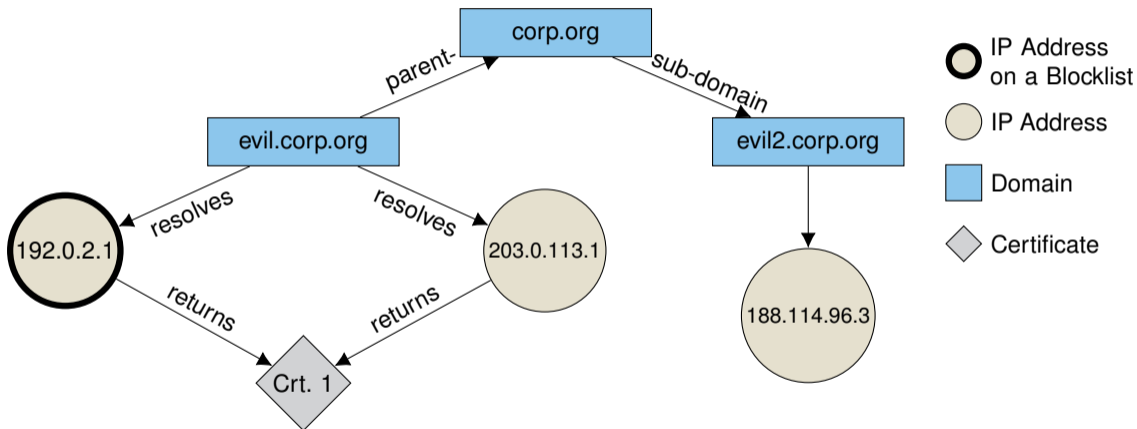 corp.org
parent-
sub-domain
evil.corp.org
evil2.corp.org
resolves
resolves
192.0.2.1
203.0.113.1
188.114.96.3
returns
returns
Crt. 1
IP Address
on a Blocklist
IP Address
Domain
Certificate